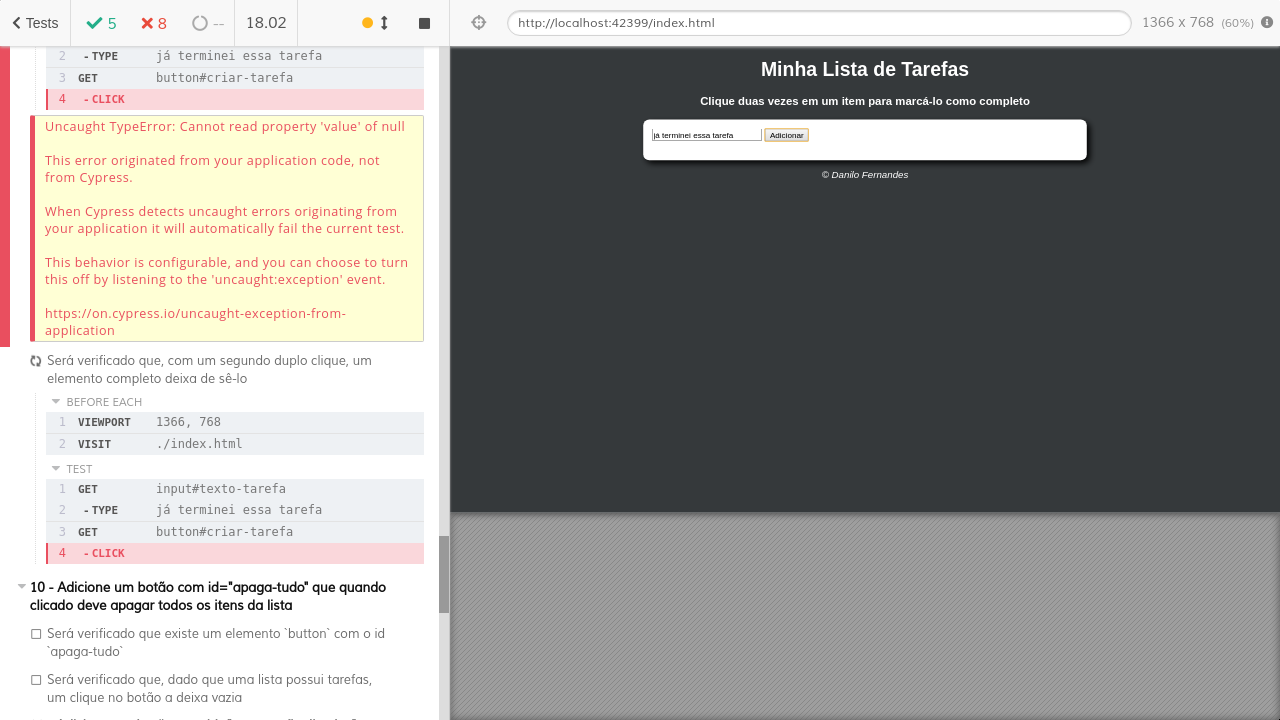 Tests 5 8 -- 18.02
2 - TYPE já terminei essa tarefa
3 GET button#criar-tarefa
4 - CLICK
Uncaught TypeError: Cannot read property 'value' of null
This error originated from your application code, not
from Cypress.
When Cypress detects uncaught errors originating from
your application it will automatically fail the current test.
This behavior is configurable, and you can choose to turn
this off by listening to the 'uncaught:exception' event.
https://on.cypress.io/uncaught-exception-from-
application
Será verificado que, com um segundo duplo clique, um
elemento completo deixa de sê-lo
BEFORE EACH
1 VIEWPORT 1366, 768
2 VISIT ./index.html
TEST
1 GET input#texto-tarefa
2 - TYPE já terminei essa tarefa
3 GET button#criar-tarefa
4 - CLICK
10 - Adicione um botão com id="apaga-tudo" que quando
clicado deve apagar todos os itens da lista
Será verificado que existe um elemento `button` com o id
`apaga-tudo`
Será verificado que, dado que uma lista possui tarefas,
um clique no botão a deixa vazia
http://localhost:42399/index.html 1366 x 768 (60%)
Minha Lista de Tarefas
Clique duas vezes em um item para marcá-lo como completo
já terminei essa tarefa Adicionar
© Danilo Fernandes